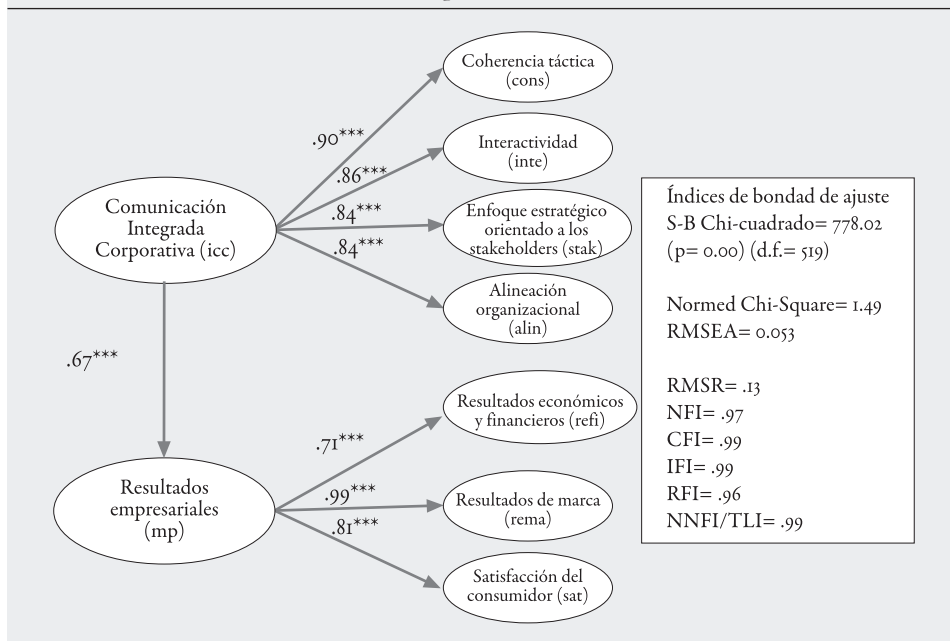 Coherencia táctica
(cons)
.90***
Interactividad
(inte)
.86***
Comunicación
Integrada
Corporativa (icc)
.84***
Enfoque estratégico
orientado a los
stakeholders (stak)
.84***
Alineación
organizacional
(alin)
.67***
Resultados económicos
y financieros (refi)
.71***
Resultados
empresariales
(mp)
.99***
Resultados de marca
(rema)
.81***
Satisfacción del
consumidor (sat)
Índices de bondad de ajuste
S-B Chi-cuadrado= 778.02
(p= 0.00) (d.f.= 519)
Normed Chi-Square= 1.49
RMSEA= 0.053
RMSR= .13
NFI= .97
CFI= .99
IFI= .99
RFI= .96
NNFI/TLI= .99